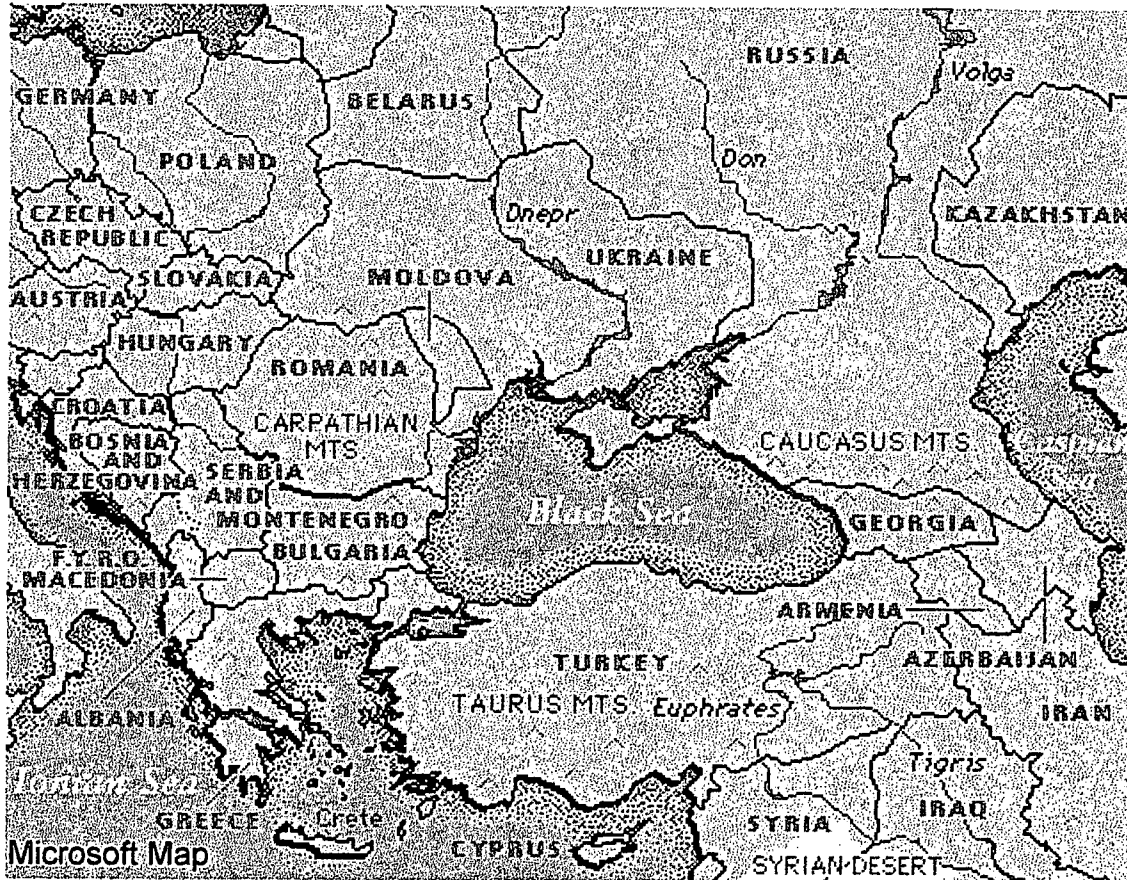 RUSSIA
Volga
GERMANY
BELARUS
POLAND
Don
CZECH
REPUBLIC
Dnepr
KAZAKHSTAN
UKRAINE
SLOVAKIA
MOLDOVA
AUSTRIA
HUNGARY
ROMANIA
CROATIA
CARPATHIAN
MTS
BOSNIA
AND
HERZEGOVINA
CAUCASUS MTS.
SERBIA
AND
MONTENEGRO
Black Sea
GEORGIA
BULGARIA
F.Y.R.O.
MACEDONIA
ARMENIA
TURKEY
AZERBAIJAN
TAURUS MTS.
Euphrates
IRAN
ALBANIA
Tigris
Sea
GREECE
Crete
SYRIA
IRAQ
CYPRUS
SYRIAN DESERT
Microsoft Map